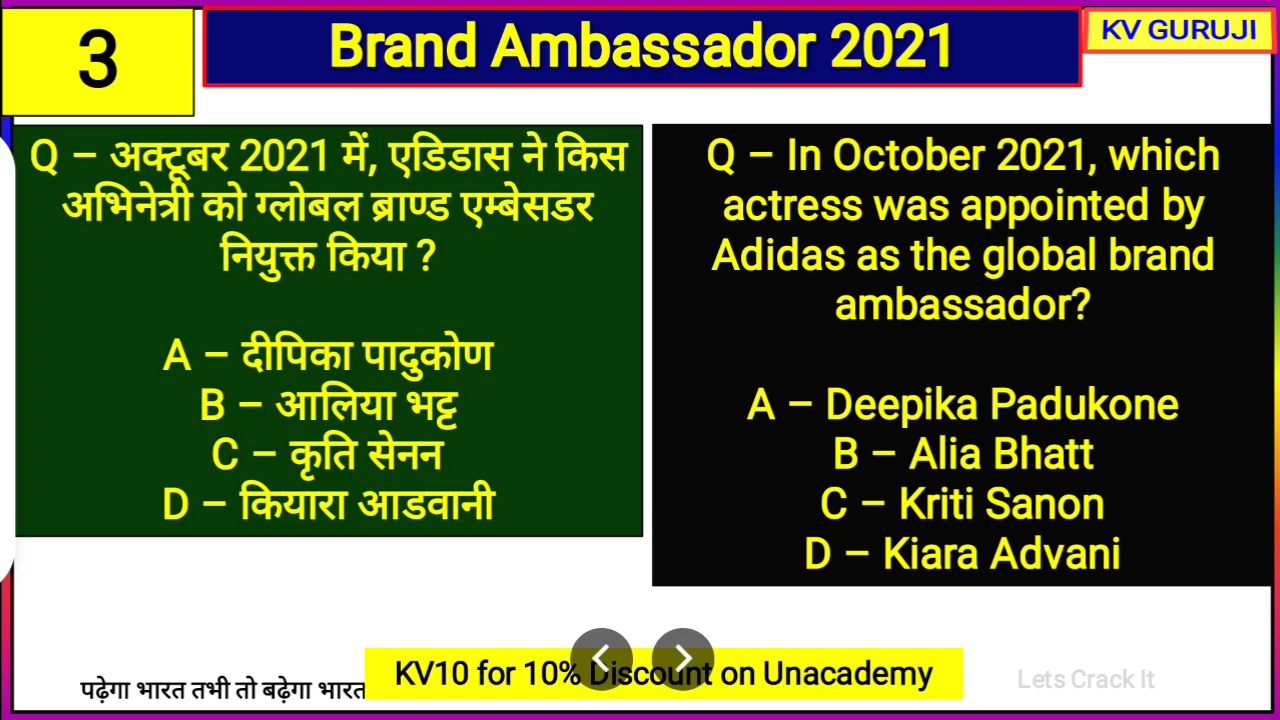 3
Brand Ambassador 2021
KV GURUJI
Q – अक्टूबर 2021 में, एडिडास ने किस
अभिनेत्री को ग्लोबल ब्राण्ड एम्बेसडर
नियुक्त किया ?
A – दीपिका पादुकोण
B – आलिया भट्ट
C – कृति सेनन
D – कियारा आडवानी
Q – In October 2021, which
actress was appointed by
Adidas as the global brand
ambassador?
A – Deepika Padukone
B – Alia Bhatt
C – Kriti Sanon
D – Kiara Advani
KV10 for 10% Discount on Unacademy
पढ़ेगा भारत तभी तो बढ़ेगा भारत
Lets Crack It